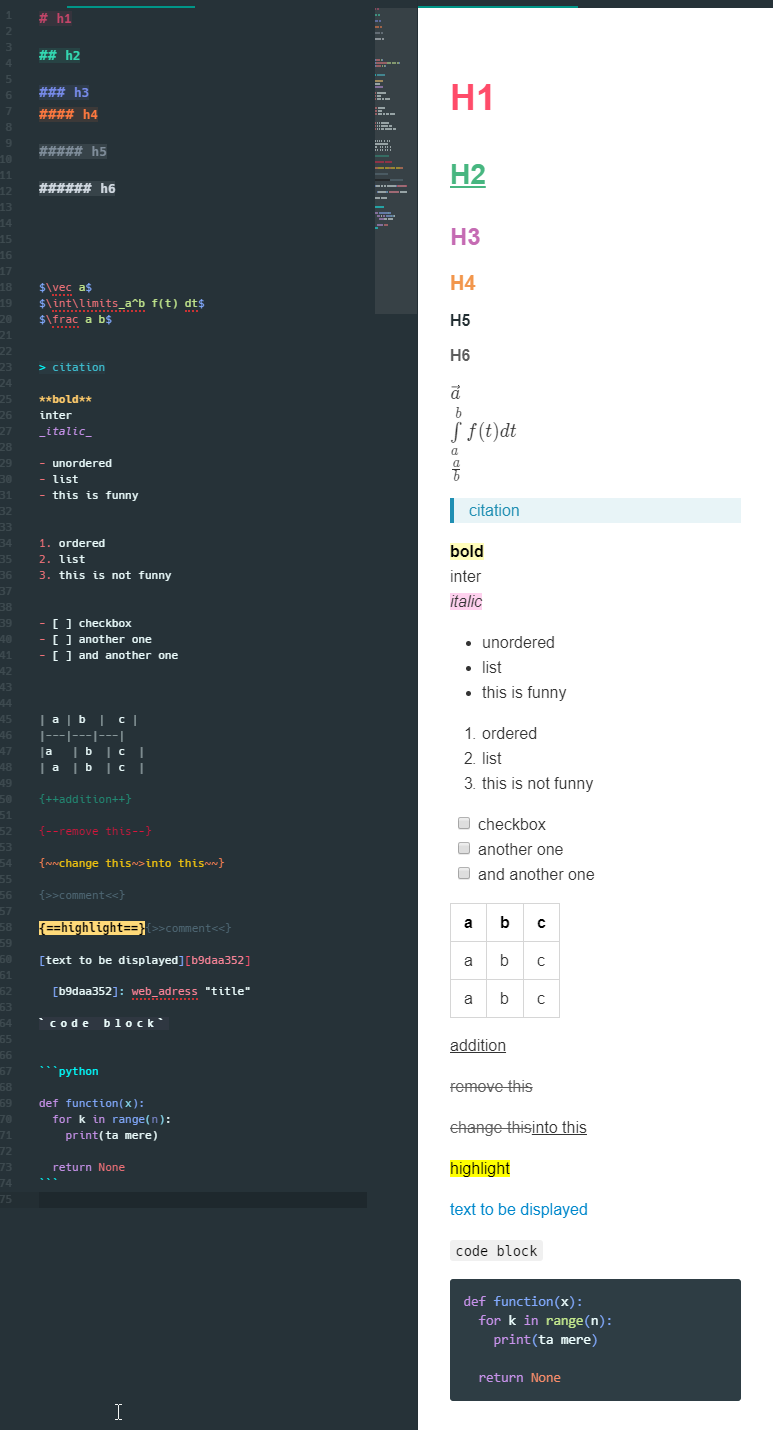 1 # h1
2
3
4 ## h2
5
6 ### h3
7 #### h4
8
9 ##### h5
10
11
12 ###### h6
13
14
15
16
17
18 $\vec a$
19 $\int\limits_a^b f(t) dt$
20 $\frac a b$
21
22
23 > citation
24
25 **bold**
26 inter
27 _italic_
28
29 - unordered
30 - list
31 - this is funny
32
33
34 1. ordered
35 2. list
36 3. this is not funny
37
38
39 - [ ] checkbox
40 - [ ] another one
41 - [ ] and another one
42
43
44
45 | a | b  |  c |
46 |---|---|---|
47 |a   | b  | c  |
48 | a  | b  | c  |
49
50 {++addition++}
51
52 {--remove this--}
53
54 {~~change this~>into this~~}
55
56 {>>comment<<}
57
58 {==highlight==}{>>comment<<}
59
60 [text to be displayed][b9daa352]
61
62   [b9daa352]: web_adress "title"
63
64 `code block`
65
66
67 ```python
68
69 def function(x):
70   for k in range(n):
71     print(ta mere)
72
73   return None
74 ```
75
H1
H2
H3
H4
H5
H6
a⃗
b
∫ f(t)dt
a
a
b
citation
bold
inter
italic
• unordered
• list
• this is funny
1. ordered
2. list
3. this is not funny
checkbox
another one
and another one
a b c
a b c
a b c
addition
remove this
change thisinto this
highlight
text to be displayed
code block
def function(x):
  for k in range(n):
    print(ta mere)
  return None